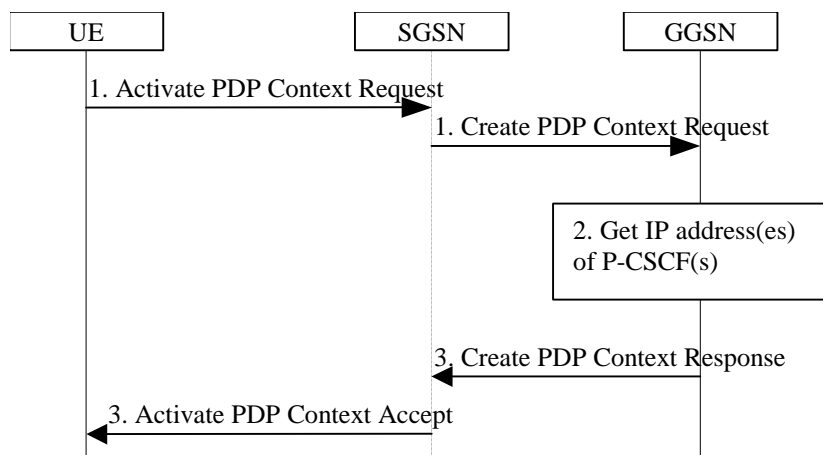 UE
SGSN
GGSN
1. Activate PDP Context Request
1. Create PDP Context Request
2. Get IP address(es)
of P-CSCF(s)
3. Create PDP Context Response
3. Activate PDP Context Accept